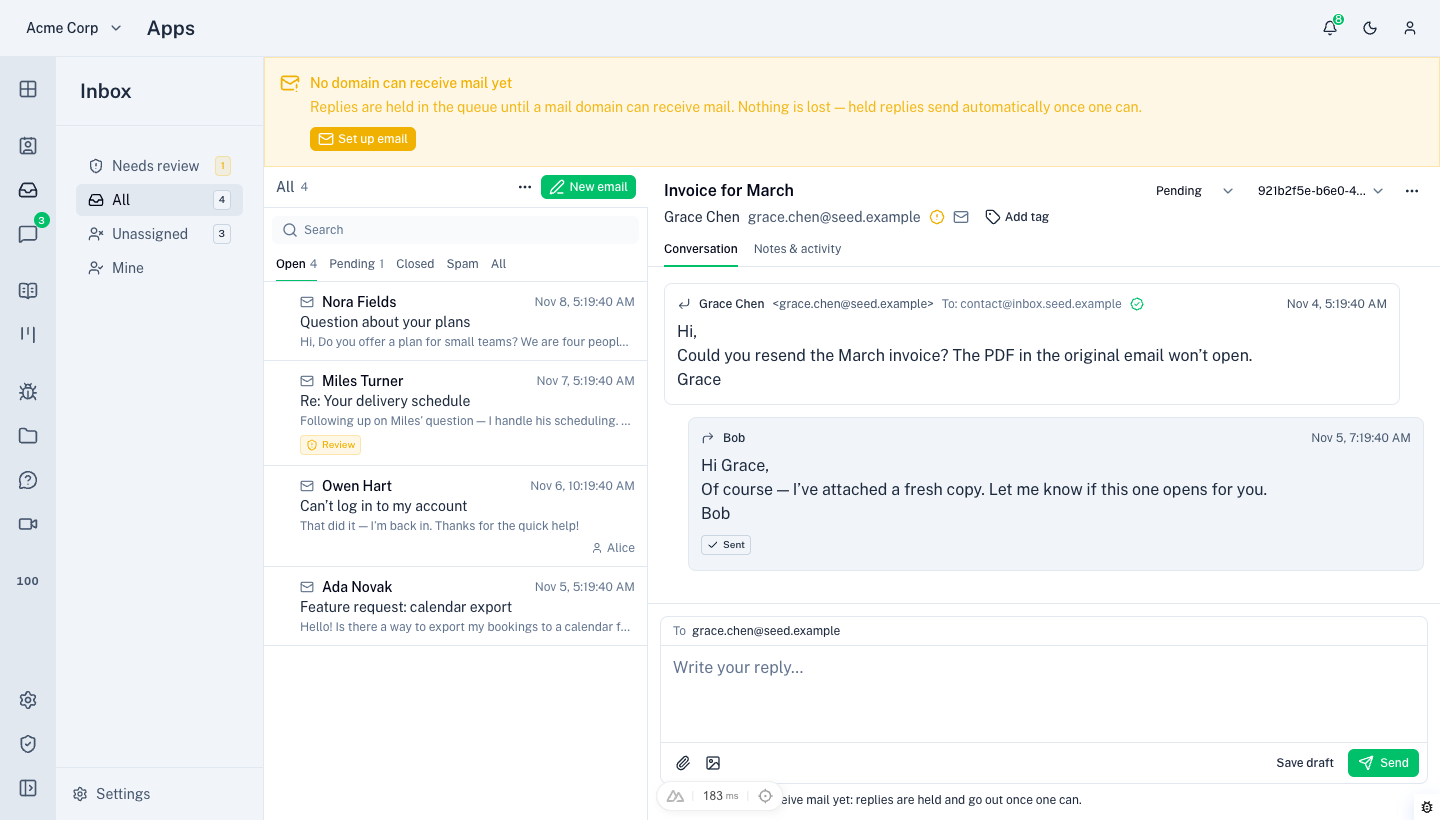 Acme Corp
Apps
8
3
100
Inbox
Needs review 1
All 4
Unassigned 3
Mine
Settings
No domain can receive mail yet
Replies are held in the queue until a mail domain can receive mail. Nothing is lost — held replies send automatically once one can.
Set up email
All 4
New email
Search
Open 4 Pending 1 Closed Spam All
Nora Fields Nov 8, 5:19:40 AM
Question about your plans
Hi, Do you offer a plan for small teams? We are four peopl…
Miles Turner Nov 7, 5:19:40 AM
Re: Your delivery schedule
Following up on Miles’ question — I handle his scheduling. …
Review
Owen Hart Nov 6, 10:19:40 AM
Can’t log in to my account
That did it — I’m back in. Thanks for the quick help!
Alice
Ada Novak Nov 5, 5:19:40 AM
Feature request: calendar export
Hello! Is there a way to export my bookings to a calendar f…
Invoice for March
Pending
921b2f5e-b6e0-4…
Grace Chen grace.chen@seed.example
Add tag
Conversation Notes & activity
Grace Chen <grace.chen@seed.example> To: contact@inbox.seed.example Nov 4, 5:19:40 AM
Hi,
Could you resend the March invoice? The PDF in the original email won’t open.
Grace
Bob Nov 5, 7:19:40 AM
Hi Grace,
Of course — I’ve attached a fresh copy. Let me know if this one opens for you.
Bob
Sent
To grace.chen@seed.example
Write your reply…
Save draft
Send
183 ms
mail yet: replies are held and go out once one can.